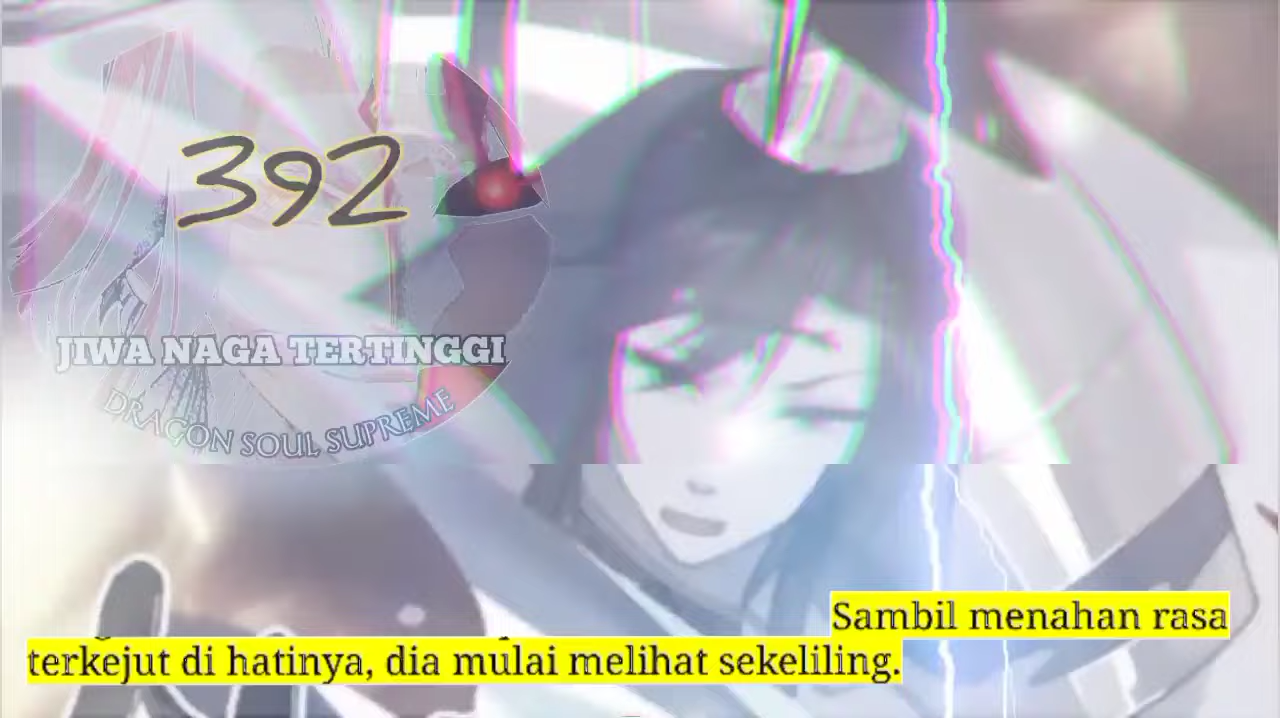 392
JIWA NAGA TERTINGGI
DRAGON SOUL SUPREME
Sambil menahan rasa
terkejut di hatinya, dia mulai melihat sekeliling.